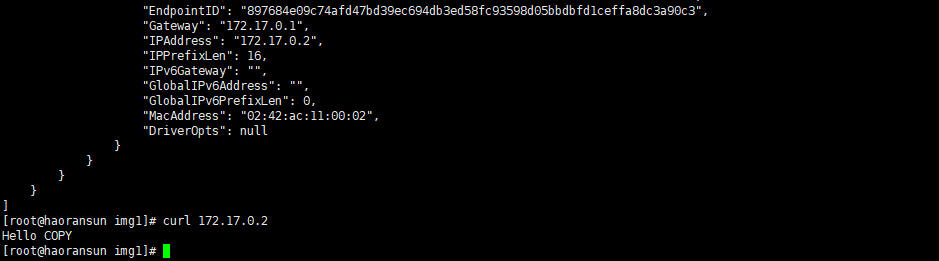 "EndpointID": "897684e09c74afd47bd39ec694db3ed58fc93598d05bbdbfd1ceffa8dc3a90c3",
"Gateway": "172.17.0.1",
"IPAddress": "172.17.0.2",
"IPPrefixLen": 16,
"IPv6Gateway": "",
"GlobalIPv6Address": "",
"GlobalIPv6PrefixLen": 0,
"MacAddress": "02:42:ac:11:00:02",
"DriverOpts": null
}
}
}
}
]
[root@haoransun img1]# curl 172.17.0.2
Hello COPY
[root@haoransun img1]#